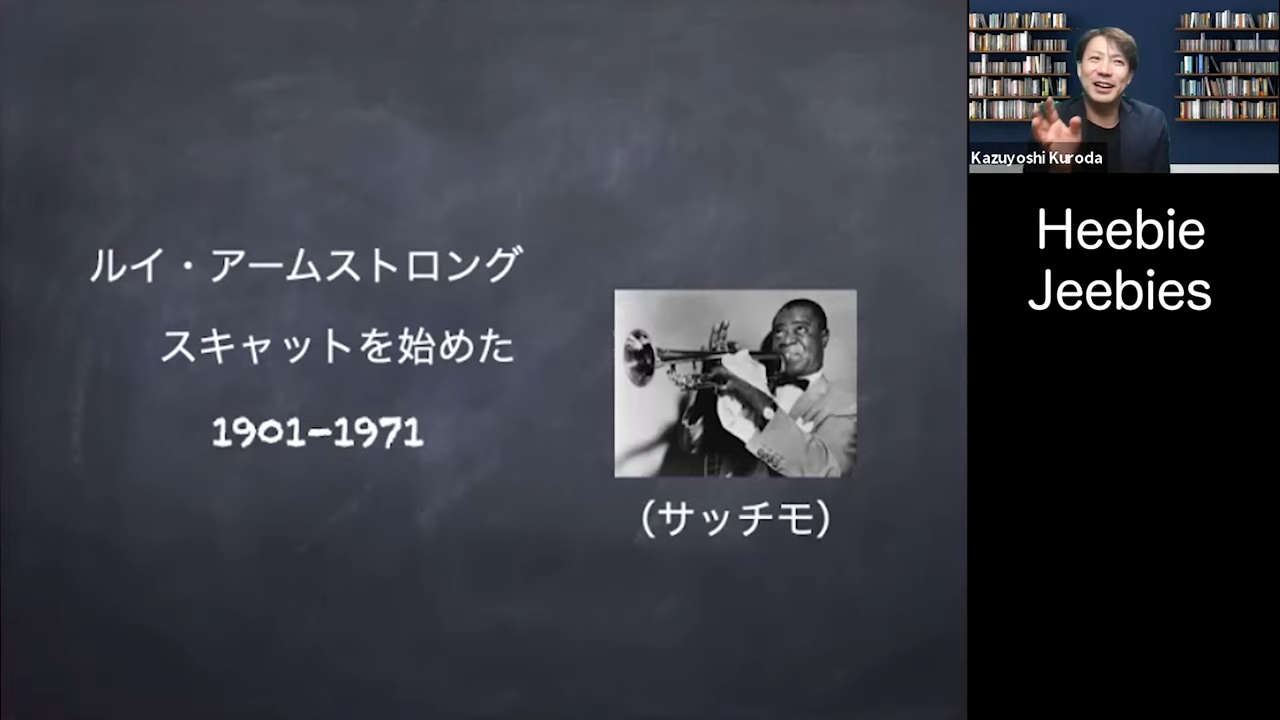 ルイ・アームストロング
スキャットを始めた
1901-1971
(サッチモ)
Kazuyoshi Kuroda
Heebie
Jeebies